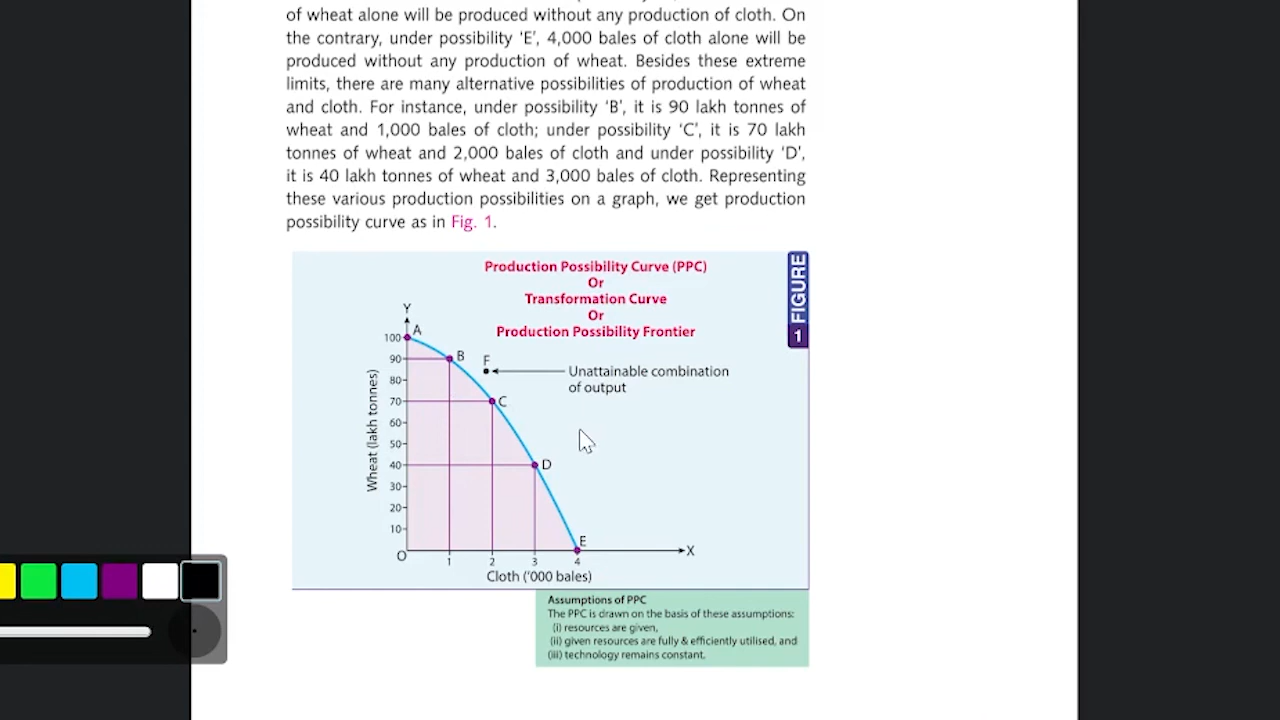 of wheat alone will be produced without any production of cloth. On
the contrary, under possibility ‘E’, 4,000 bales of cloth alone will be
produced without any production of wheat. Besides these extreme
limits, there are many alternative possibilities of production of wheat
and cloth. For instance, under possibility ‘B’, it is 90 lakh tonnes of
wheat and 1,000 bales of cloth; under possibility ‘C’, it is 70 lakh
tonnes of wheat and 2,000 bales of cloth and under possibility ‘D’,
it is 40 lakh tonnes of wheat and 3,000 bales of cloth. Representing
these various production possibilities on a graph, we get production
possibility curve as in Fig. 1.
FIGURE
1
Production Possibility Curve (PPC)
Or
Transformation Curve
Or
Production Possibility Frontier
Y
A
100
90
B
F
Unattainable combination
of output
80
70
C
60
50
40
D
30
20
10
E
O
1 2 3 4
X
Wheat (lakh tonnes)
Cloth (‘000 bales)
Assumptions of PPC
The PPC is drawn on the basis of these assumptions:
(i) resources are given,
(ii) given resources are fully & efficiently utilised, and
(iii) technology remains constant.